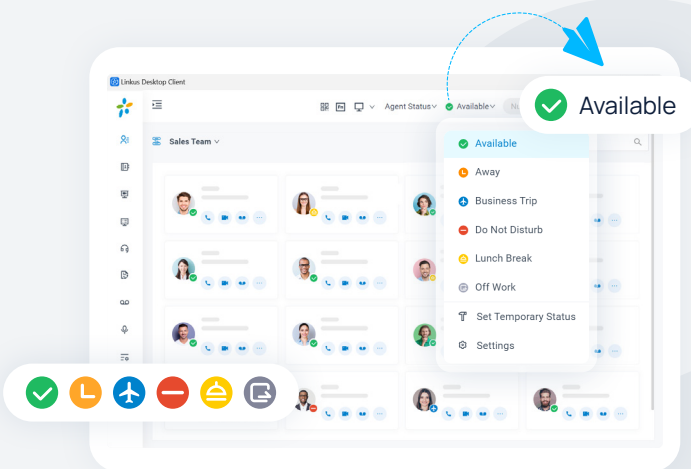 Linkus Desktop Client
Agent Status
Available
Available
Sales Team
Available
Away
Business Trip
Do Not Disturb
Lunch Break
Off Work
Set Temporary Status
Settings